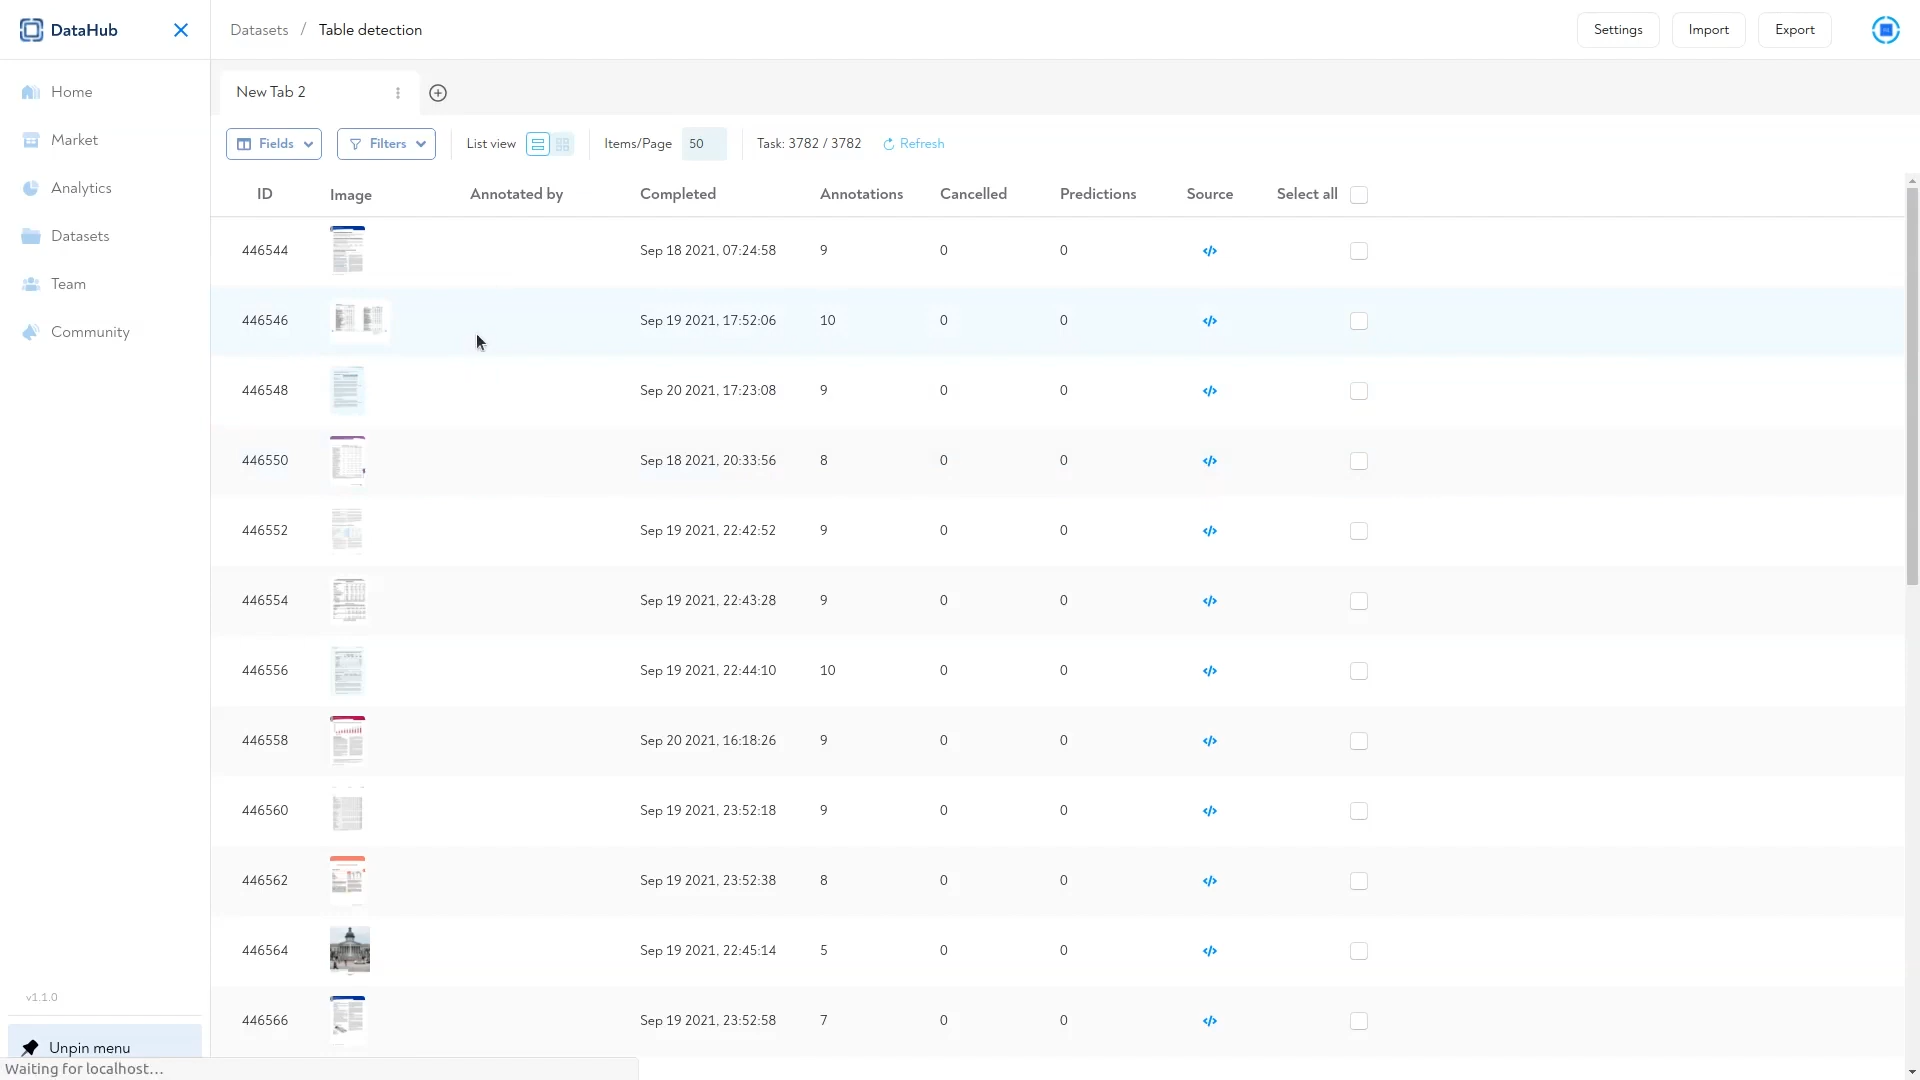 DataHub
Datasets / Table detection
Settings
Import
Export
Home
Market
Analytics
Datasets
Team
Community
v1.1.0
Unpin menu
Waiting for localhost...
New Tab 2
Fields
Filters
List view
Items/Page 50
Task: 3782 / 3782
Refresh
ID Image Annotated by Completed Annotations Cancelled Predictions Source Select all
446544 Sep 18 2021, 07:24:58 9 0 0 </>
446546 Sep 19 2021, 17:52:06 10 0 0 </>
446548 Sep 20 2021, 17:23:08 9 0 0 </>
446550 Sep 18 2021, 20:33:56 8 0 0 </>
446552 Sep 19 2021, 22:42:52 9 0 0 </>
446554 Sep 19 2021, 22:43:28 9 0 0 </>
446556 Sep 19 2021, 22:44:10 10 0 0 </>
446558 Sep 20 2021, 16:18:26 9 0 0 </>
446560 Sep 19 2021, 23:52:18 9 0 0 </>
446562 Sep 19 2021, 23:52:38 8 0 0 </>
446564 Sep 19 2021, 22:45:14 5 0 0 </>
446566 Sep 19 2021, 23:52:58 7 0 0 </>